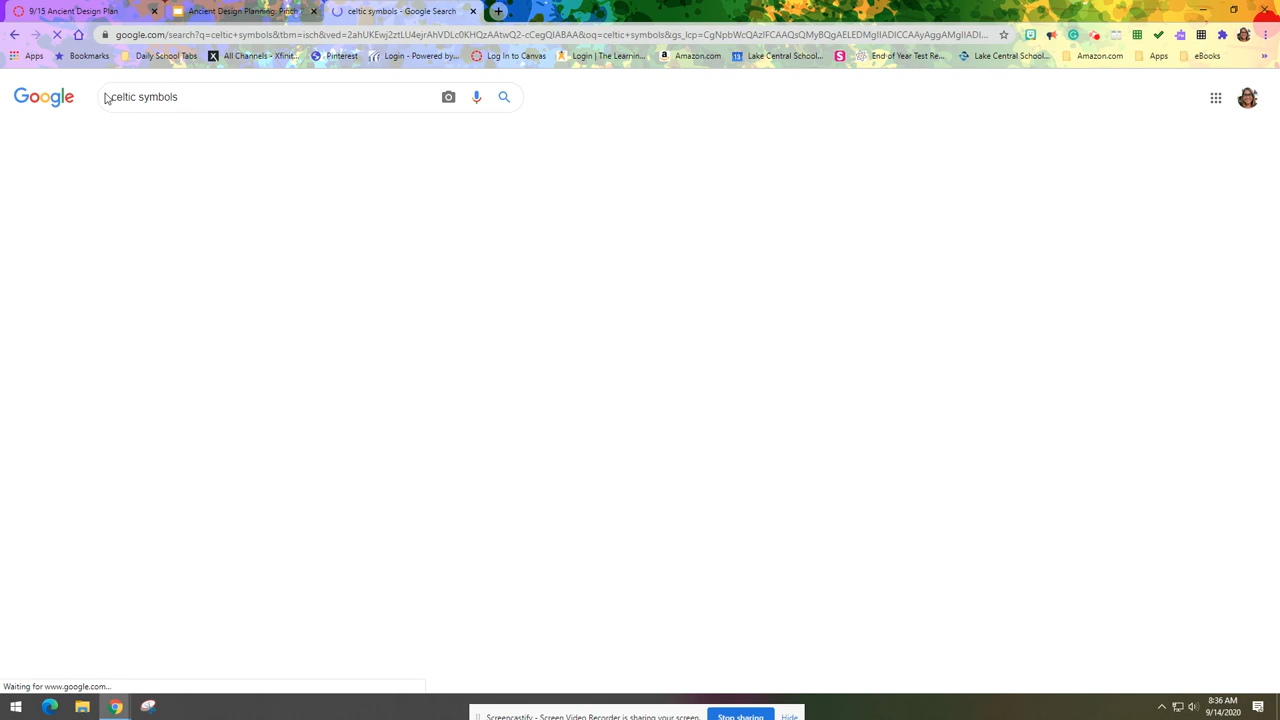 9/15 Ancient Design Plan
Ancient Design Planning: Pinch
celtic symbols - Google Search
google.com/search?q=celtic+symbols&tbm=isch&ved=2ahUKEwj2ztLU4ejrAhVDLc0KHQzAAtwQ2-cCegQIABAA&oq=celtic+symbols&gs_lcp=CgNpbWcQAzIFCAAQsQMyBQgAELEDMgIIADICCAAyAggAMgIIADI...
Apps
Bookmarks
School Tabs
All Channels - Xfinit...
Pinterest
Login - Powered by...
Log In to Canvas
Login | The Learnin...
Amazon.com
Lake Central School...
End of Year Test Re...
Lake Central School...
Amazon.com
Apps
eBooks
Google
celtic symbols
Waiting for www.google.com...
Screencastify - Screen Video Recorder is sharing your screen.
Stop sharing
Hide
8:36 AM
9/14/2020